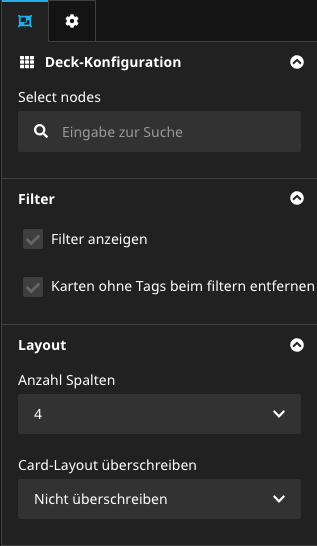 Deck-Konfiguration
Select nodes
Eingabe zur Suche
Filter
Filter anzeigen
Karten ohne Tags beim filtern entfernen
Layout
Anzahl Spalten
4
Card-Layout überschreiben
Nicht überschreiben